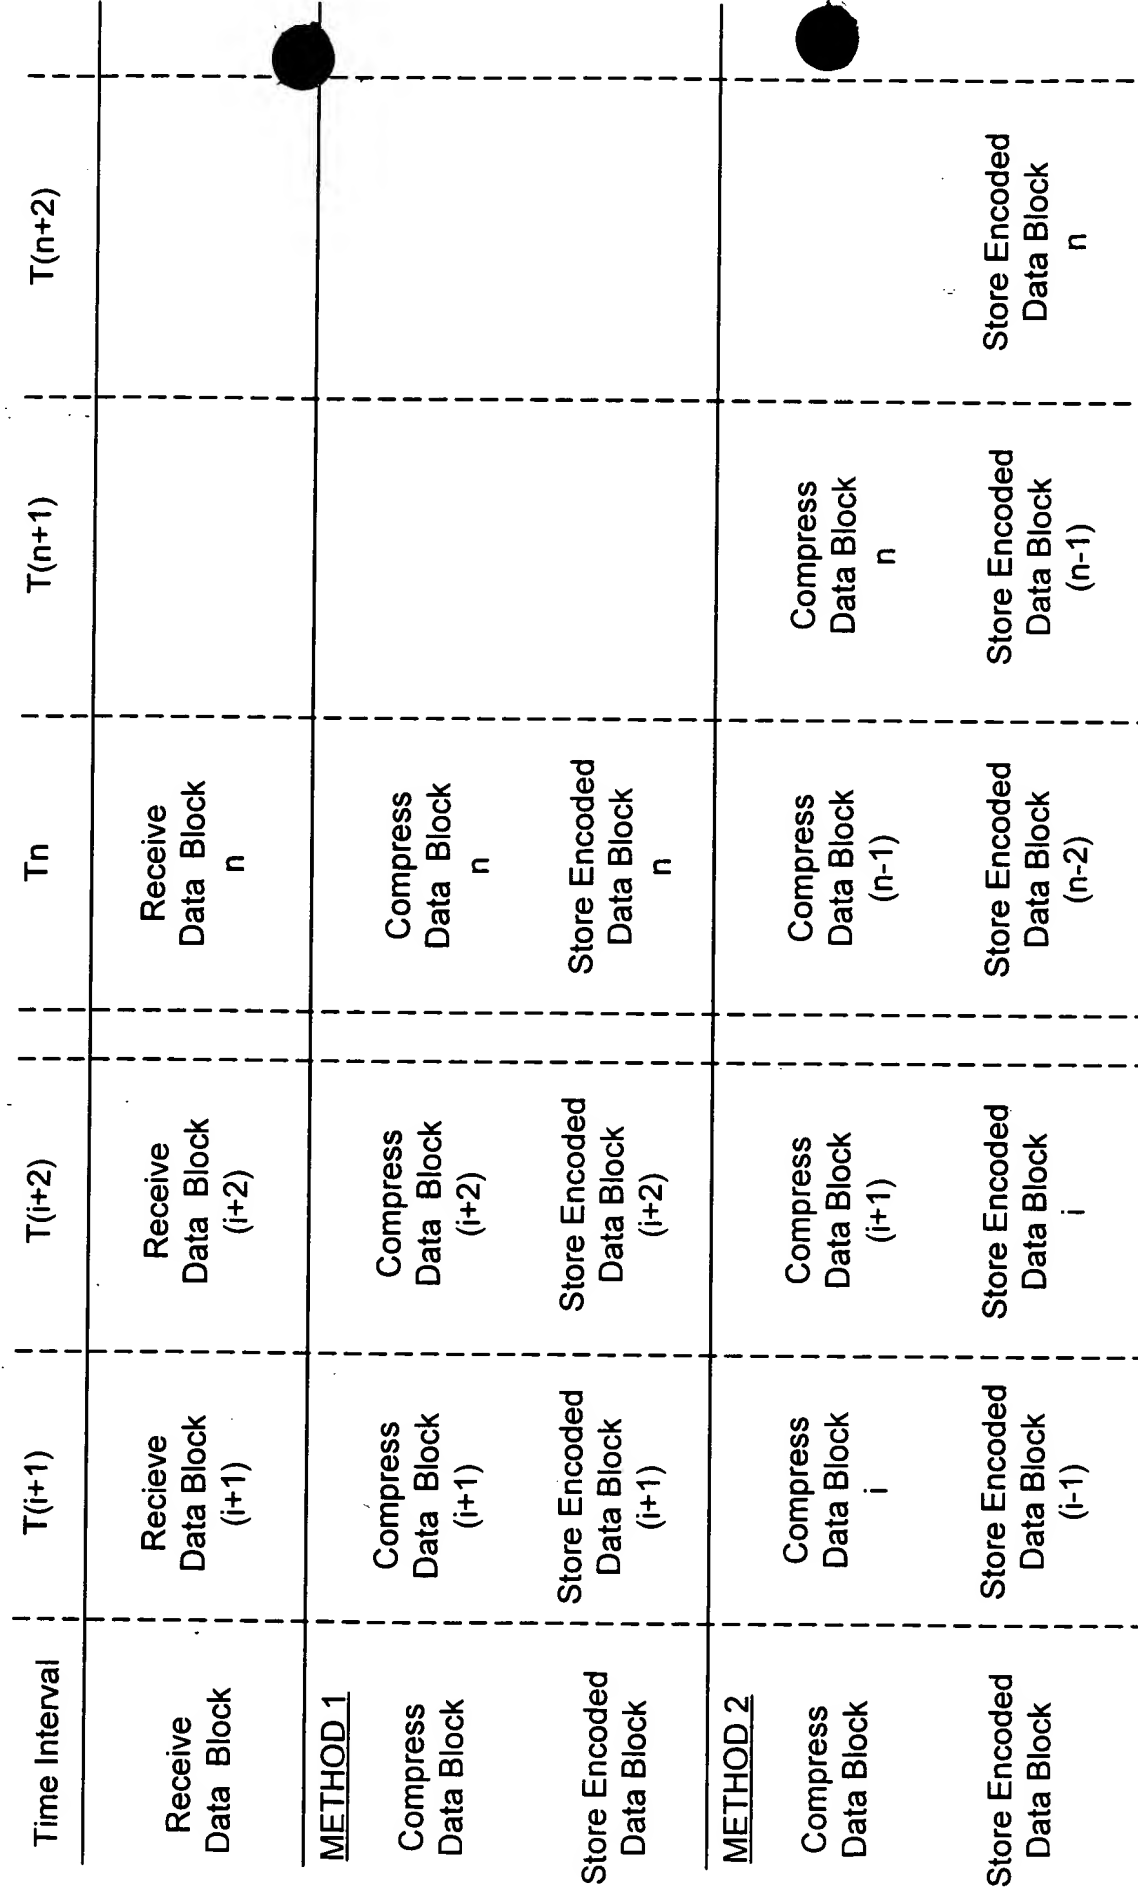 Time Interval
T(i+1)
T(i+2)
Tn
T(n+1)
T(n+2)
Receive
Data Block
Recieve
Data Block
(i+1)
Receive
Data Block
(i+2)
Receive
Data Block
n
METHOD 1
Compress
Data Block
Compress
Data Block
(i+1)
Compress
Data Block
(i+2)
Compress
Data Block
n
Store Encoded
Data Block
Store Encoded
Data Block
(i+1)
Store Encoded
Data Block
(i+2)
Store Encoded
Data Block
n
METHOD 2
Compress
Data Block
Compress
Data Block
i
Compress
Data Block
(i+1)
Compress
Data Block
(n-1)
Compress
Data Block
n
Store Encoded
Data Block
Store Encoded
Data Block
(i-1)
Store Encoded
Data Block
i
Store Encoded
Data Block
(n-2)
Store Encoded
Data Block
(n-1)
Store Encoded
Data Block
n